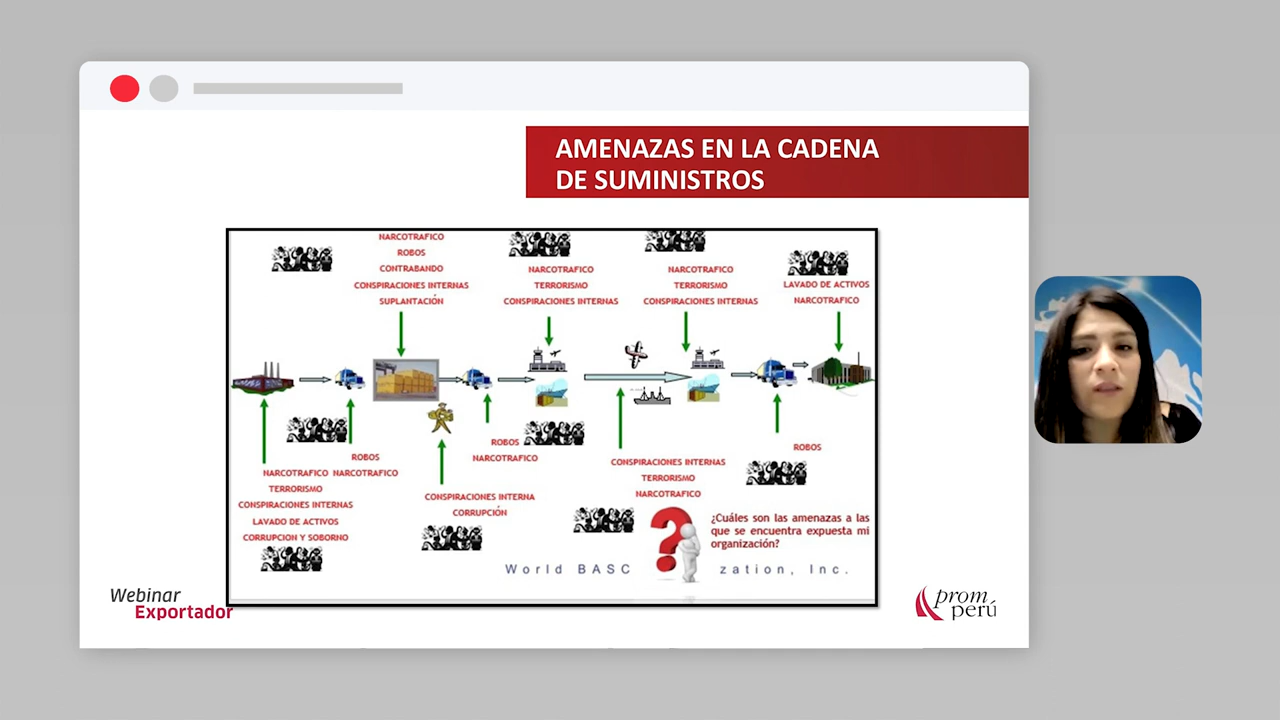 AMENAZAS EN LA CADENA
DE SUMINISTROS
NARCOTRAFICO
ROBOS
CONTRABANDO
CONSPIRACIONES INTERNAS
SUPLANTACIÓN
NARCOTRAFICO
TERRORISMO
CONSPIRACIONES INTERNAS
NARCOTRAFICO
TERRORISMO
CONSPIRACIONES INTERNAS
LAVADO DE ACTIVOS
NARCOTRAFICO
NARCOTRAFICO
TERRORISMO
CONSPIRACIONES INTERNAS
LAVADO DE ACTIVOS
CORRUPCION Y SOBORNO
ROBOS
NARCOTRAFICO
CONSPIRACIONES INTERNA
CORRUPCIÓN
ROBOS
NARCOTRAFICO
CONSPIRACIONES INTERNAS
TERRORISMO
NARCOTRAFICO
ROBOS
¿Cuáles son las amenazas a las
que se encuentra expuesta mi
organización?
World BASC zation, Inc.
Webinar
Exportador
prom
perú